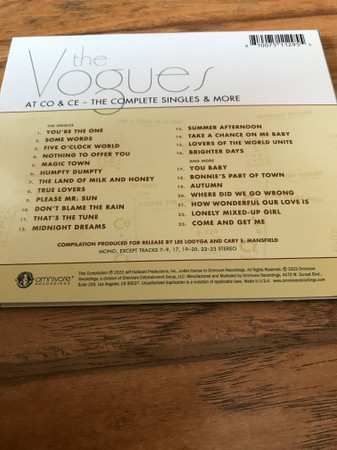 the
Vogues
AT CO & CE – THE COMPLETE SINGLES & MORE
THE SINGLES
1. YOU'RE THE ONE
2. SOME WORDS
3. FIVE O'CLOCK WORLD
4. NOTHING TO OFFER YOU
5. MAGIC TOWN
6. HUMPTY DUMPTY
7. THE LAND OF MILK AND HONEY
8. TRUE LOVERS
9. PLEASE MR. SUN
10. DON'T BLAME THE RAIN
11. THAT'S THE TUNE
12. MIDNIGHT DREAMS
13. SUMMER AFTERNOON
14. TAKE A CHANCE ON ME BABY
15. LOVERS OF THE WORLD UNITE
16. BRIGHTER DAYS
AND MORE
17. YOU BABY
18. BONNIE'S PART OF TOWN
19. AUTUMN
20. WHERE DID WE GO WRONG
21. HOW WONDERFUL OUR LOVE IS
22. LONELY MIXED-UP GIRL
23. COME AND GET ME
COMPILATION PRODUCED FOR RELEASE BY LEE LODYGA AND CARY E. MANSFIELD
MONO, EXCEPT TRACKS 7-9, 17, 19-20, 22-23 STEREO
omnivore
RECORDINGS